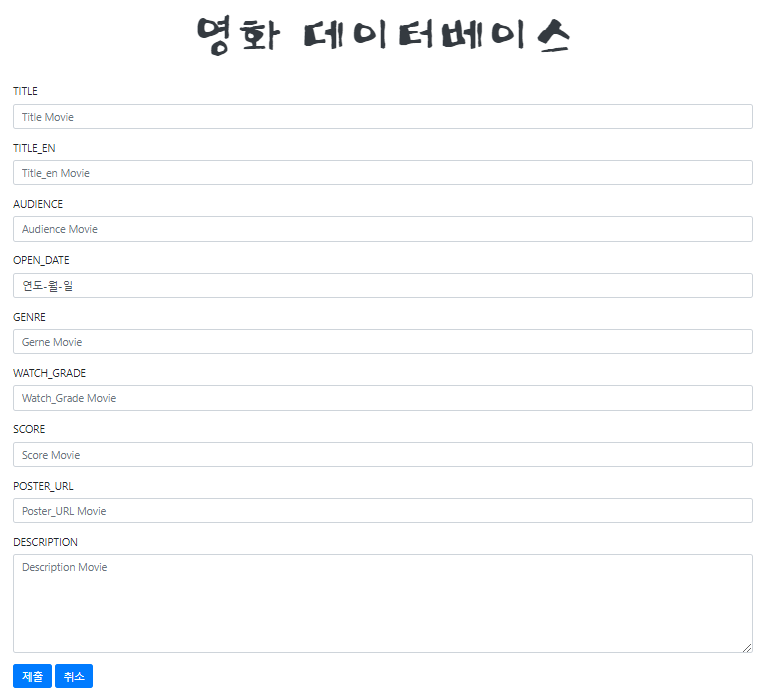 영화 데이터베이스
TITLE
Title Movie
TITLE_EN
Title_en Movie
AUDIENCE
Audience Movie
OPEN_DATE
연도-월-일
GENRE
Gerne Movie
WATCH_GRADE
Watch_Grade Movie
SCORE
Score Movie
POSTER_URL
Poster_URL Movie
DESCRIPTION
Description Movie
제출 취소